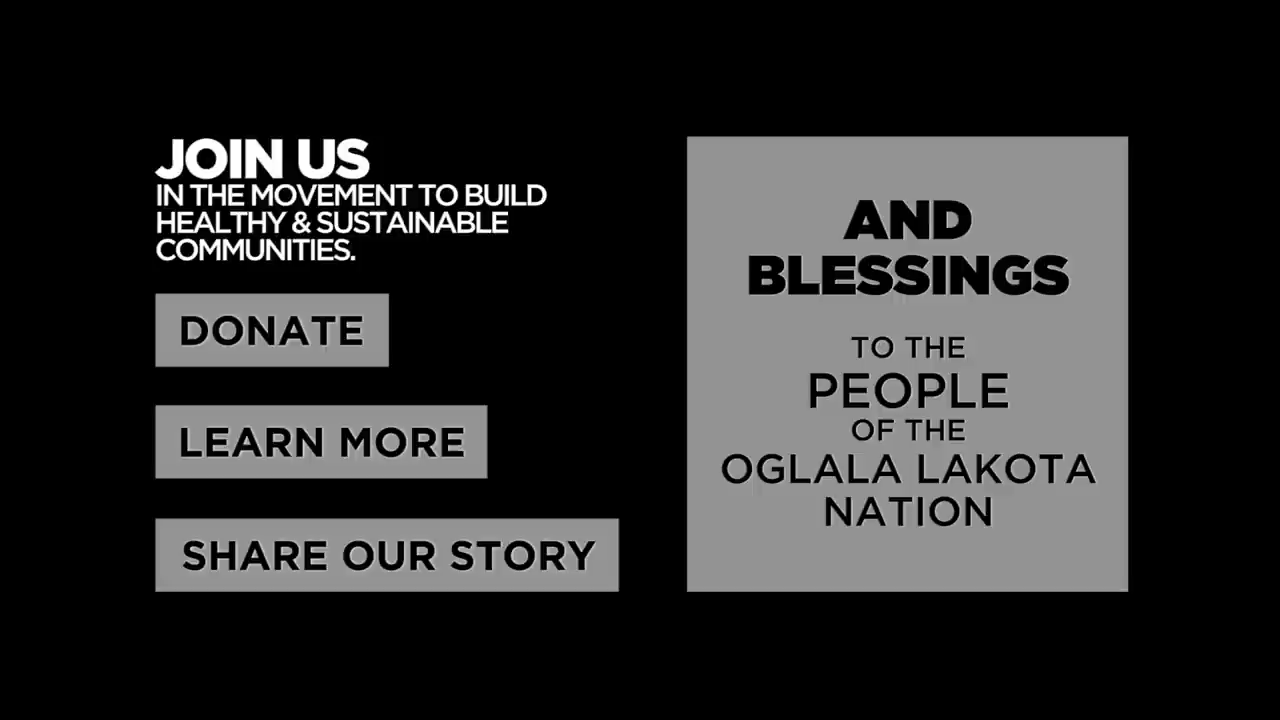 JOIN US
IN THE MOVEMENT TO BUILD
HEALTHY & SUSTAINABLE
COMMUNITIES.
DONATE
LEARN MORE
SHARE OUR STORY
AND
BLESSINGS
TO THE
PEOPLE
OF THE
OGLALA LAKOTA
NATION